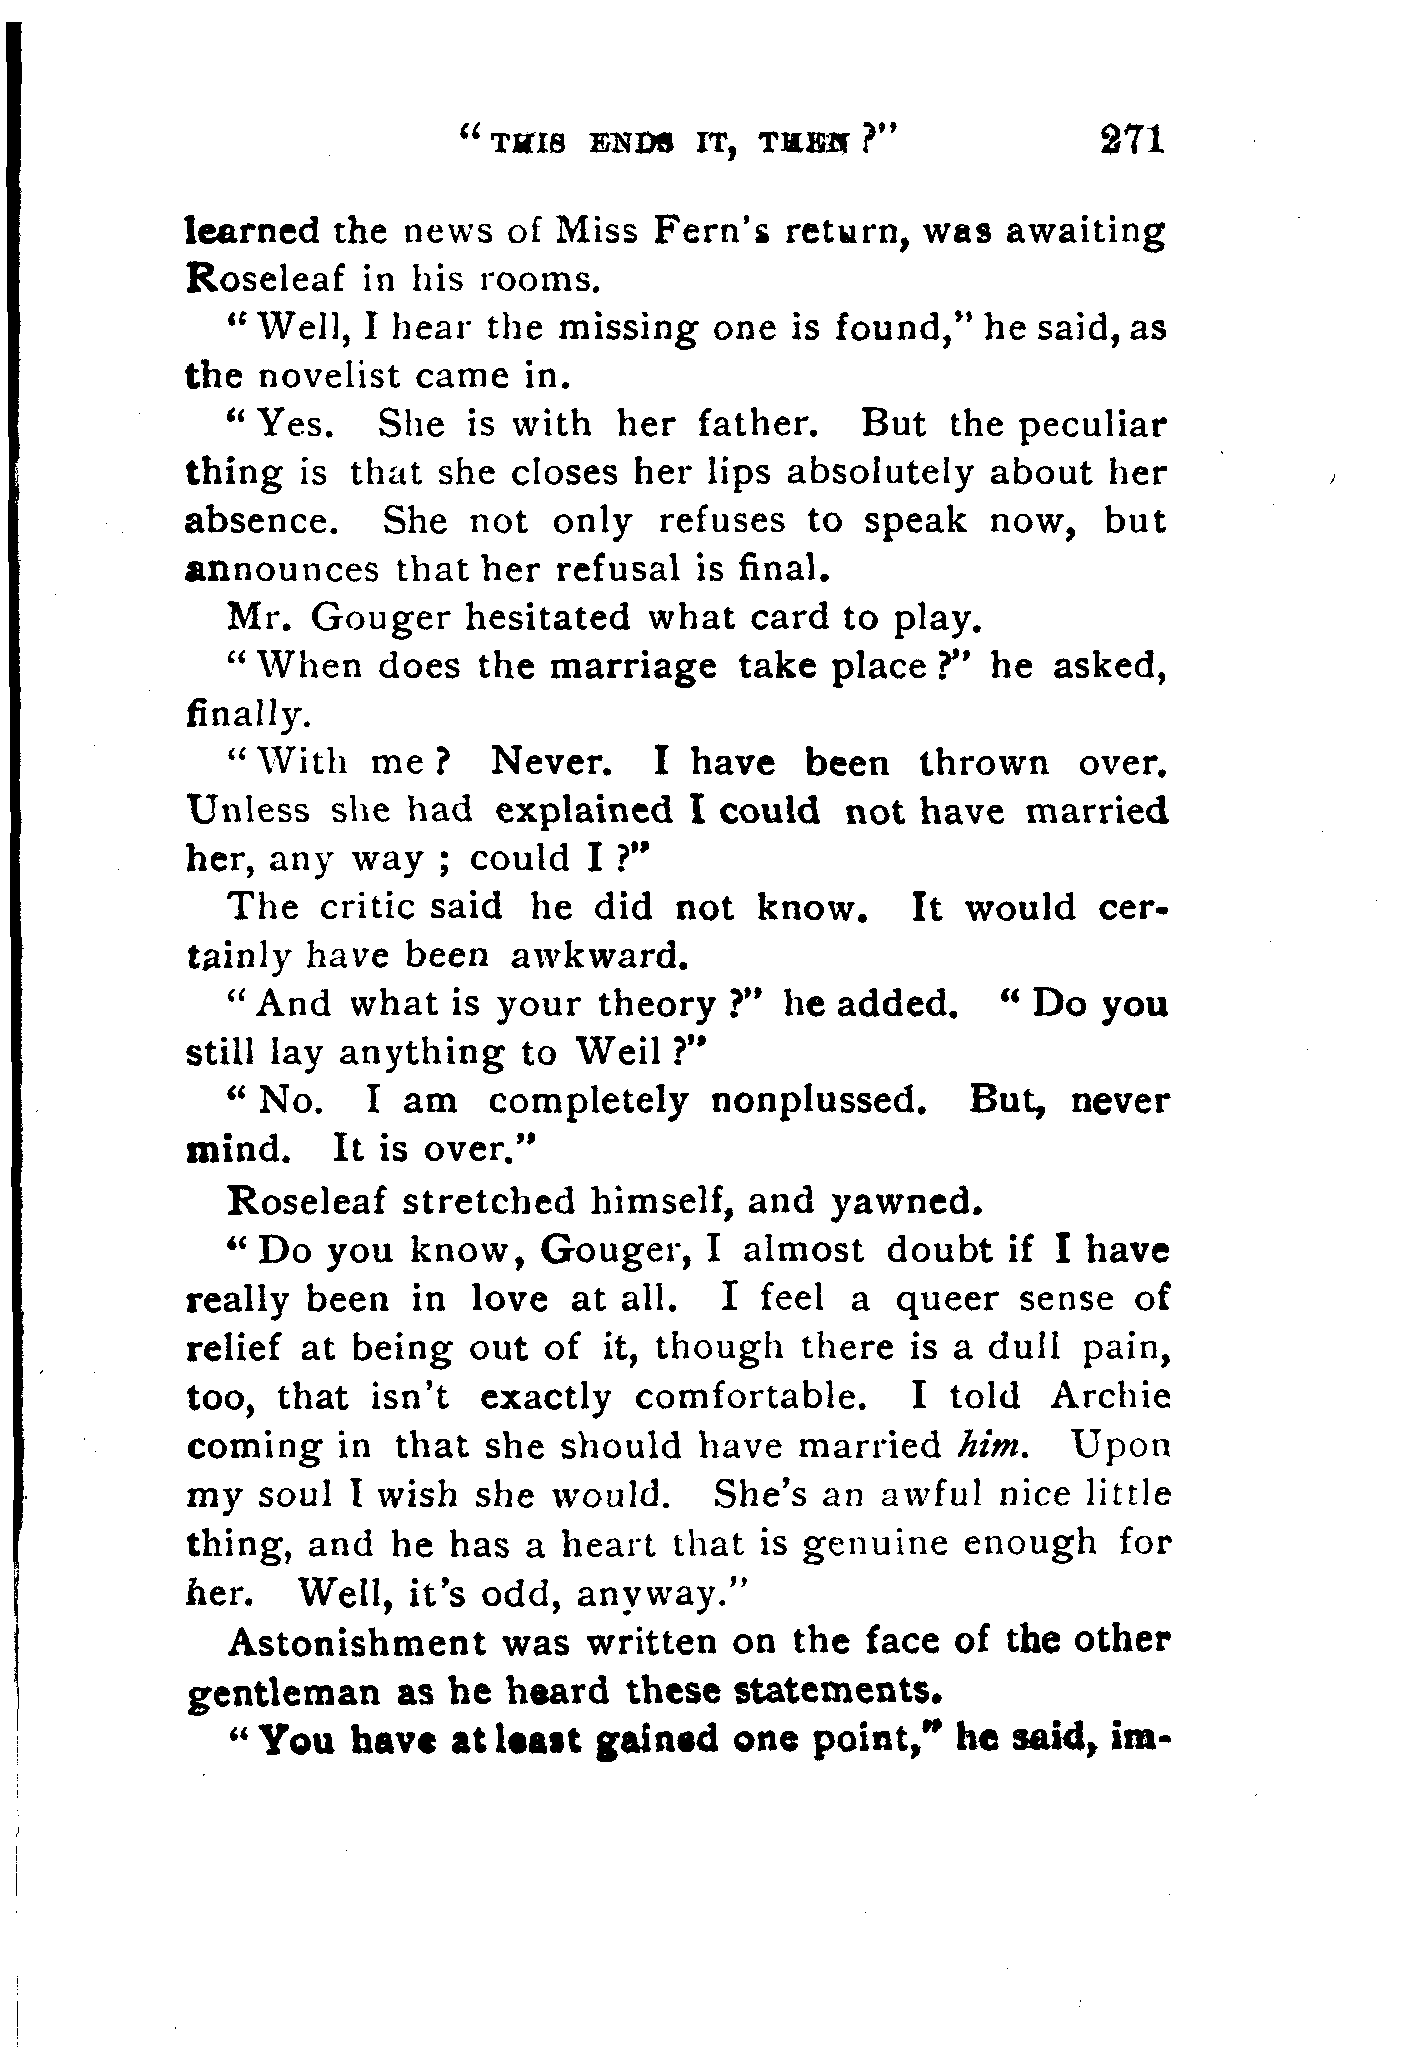 "THIS ENDS IT, THEN?" 271
learned the news of Miss Fern's return, was awaiting
Roseleaf in his rooms.
"Well, I hear the missing one is found," he said, as
the novelist came in.
"Yes. She is with her father. But the peculiar
thing is that she closes her lips absolutely about her
absence. She not only refuses to speak now, but
announces that her refusal is final.
Mr. Gouger hesitated what card to play.
"When does the marriage take place?" he asked,
finally.
"With me? Never. I have been thrown over.
Unless she had explained I could not have married
her, any way; could I?"
The critic said he did not know. It would cer-
tainly have been awkward.
"And what is your theory?" he added. "Do you
still lay anything to Weil?"
"No. I am completely nonplussed. But, never
mind. It is over."
Roseleaf stretched himself, and yawned.
"Do you know, Gouger, I almost doubt if I have
really been in love at all. I feel a queer sense of
relief at being out of it, though there is a dull pain,
too, that isn't exactly comfortable. I told Archie
coming in that she should have married him. Upon
my soul I wish she would. She's an awful nice little
thing, and he has a heart that is genuine enough for
her. Well, it's odd, anyway."
Astonishment was written on the face of the other
gentleman as he heard these statements.
"You have at least gained one point," he said, im-